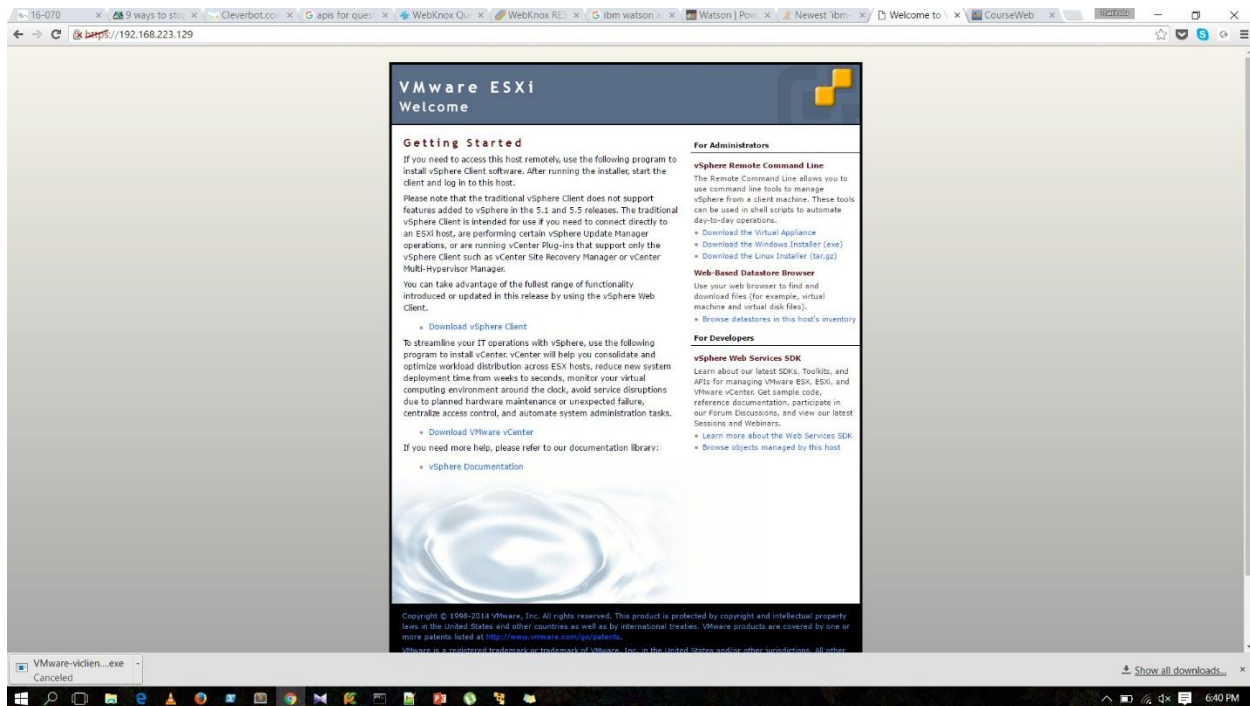 16-070
9 ways to sto
Cleverbot.com
apis for quest
WebKnox Qu
WebKnox RE
ibm watson a
Watson | Pow
Newest 'ibm-
Welcome to
CourseWeb
https://192.168.223.129
VMware ESXi
Welcome
Getting Started
If you need to access this host remotely, use the following program to
install vSphere Client software. After running the installer, start the
client and log in to this host.
Please note that the traditional vSphere Client does not support
features added to vSphere in the 5.1 and 5.5 releases. The traditional
vSphere Client is intended for use if you need to connect directly to
an ESXi host, are performing certain vSphere Update Manager
operations, or are running vCenter Plug-ins that support only the
vSphere Client such as vCenter Site Recovery Manager or vCenter
Multi-Hypervisor Manager.
You can take advantage of the fullest range of functionality
introduced or updated in this release by using the vSphere Web
Client.
Download vSphere Client
To streamline your IT operations with vSphere, use the following
program to install vCenter. vCenter will help you consolidate and
optimize workload distribution across ESX hosts, reduce new system
deployment time from weeks to seconds, monitor your virtual
computing environment around the clock, avoid service disruptions
due to planned hardware maintenance or unexpected failure,
centralize access control, and automate system administration tasks.
Download VMware vCenter
If you need more help, please refer to our documentation library:
vSphere Documentation
For Administrators
vSphere Remote Command Line
The Remote Command Line allows you to
use command line tools to manage
vSphere from a client machine. These tools
can be used in shell scripts to automate
day-to-day operations.
Download the Virtual Appliance
Download the Windows Installer (exe)
Download the Linux Installer (tar.gz)
Web-Based Datastore Browser
Use your web browser to find and
download files (for example, virtual
machine and virtual disk files).
Browse datastores in this host's inventory
For Developers
vSphere Web Services SDK
Learn about our latest SDKs, Toolkits, and
APIs for managing VMware ESX, ESXi, and
VMware vCenter. Get sample code,
reference documentation, participate in
our Forum Discussions, and view our latest
Sessions and Webinars.
Learn more about the Web Services SDK
Browse objects managed by this host
Copyright © 1998-2014 VMware, Inc. All rights reserved. This product is protected by copyright and intellectual property
laws in the United States and other countries as well as by international treaties. VMware products are covered by one or
more patents listed at http://www.vmware.com/go/patents.
VMware is a registered trademark or trademark of VMware, Inc. in the United States and/or other jurisdictions. All other
VMware-viclien....exe
Canceled
Show all downloads...
6:40 PM